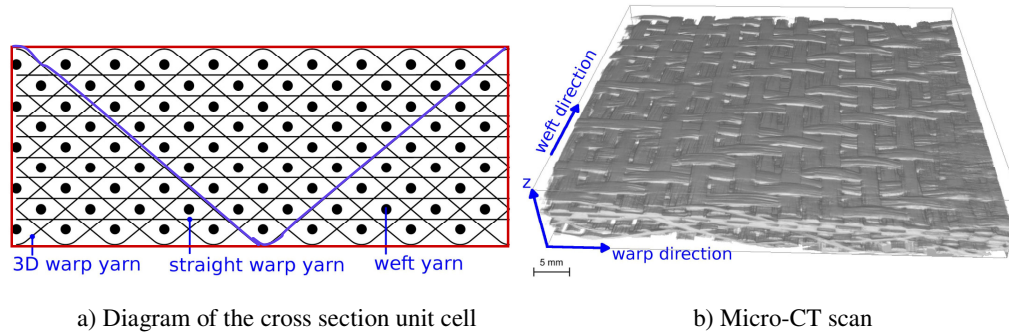 3D warp yarn
straight warp yarn
weft yarn
a) Diagram of the cross section unit cell
weft direction
z
warp direction
5 mm
b) Micro-CT scan